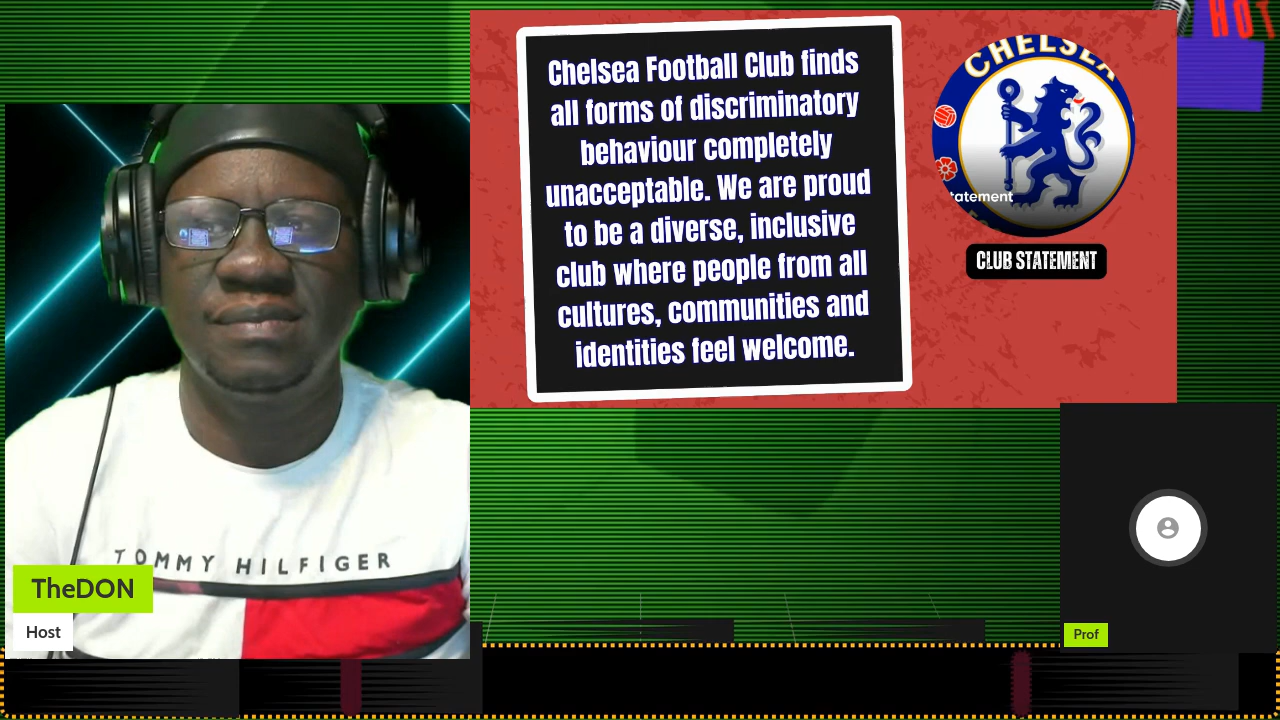 HOT
Chelsea Football Club finds
all forms of discriminatory
behaviour completely
unacceptable. We are proud
to be a diverse, inclusive
club where people from all
cultures, communities and
identities feel welcome.
CHELSEA
tatement
CLUB STATEMENT
TOMMY HILFIGER
TheDON
Host
Prof